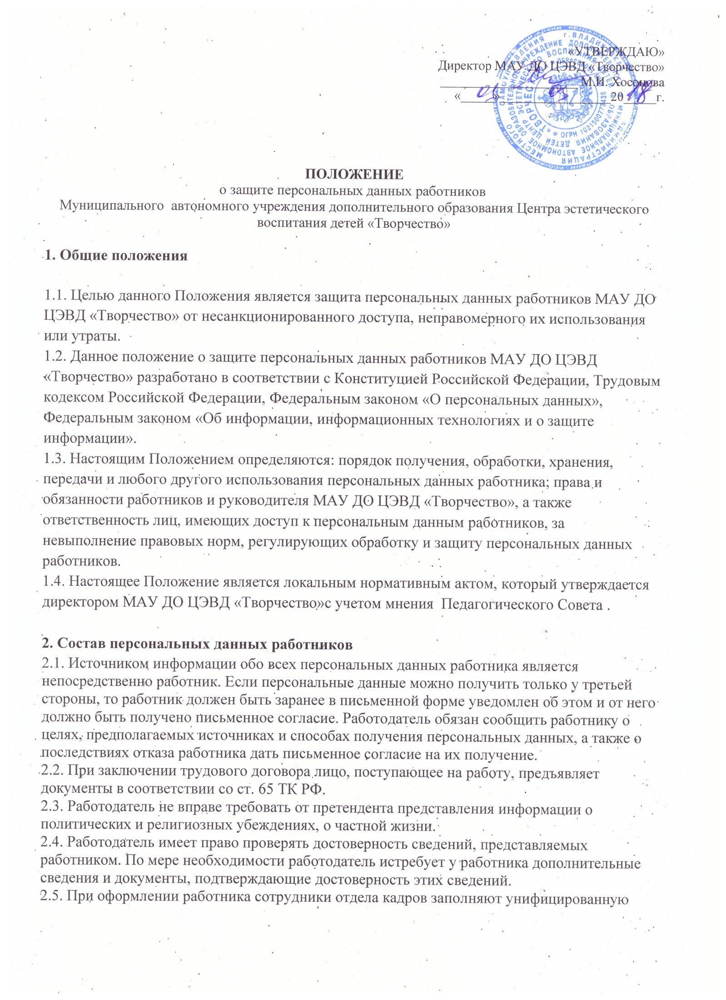 «УТВЕРЖДАЮ»
Директор МАУ ДО ЦЭВД «Творчество»
_____________________ М.И. Хосонова
«_____»_________________20_____г.
ПОЛОЖЕНИЕ
о защите персональных данных работников
Муниципального автономного учреждения дополнительного образования Центра эстетического
воспитания детей «Творчество»
1. Общие положения
1.1. Целью данного Положения является защита персональных данных работников МАУ ДО
ЦЭВД «Творчество» от несанкционированного доступа, неправомерного их использования
или утраты.
1.2. Данное положение о защите персональных данных работников МАУ ДО ЦЭВД
«Творчество» разработано в соответствии с Конституцией Российской Федерации, Трудовым
кодексом Российской Федерации, Федеральным законом «О персональных данных»,
Федеральным законом «Об информации, информационных технологиях и о защите
информации».
1.3. Настоящим Положением определяются: порядок получения, обработки, хранения,
передачи и любого другого использования персональных данных работника; права и
обязанности работников и руководителя МАУ ДО ЦЭВД «Творчество», а также
ответственность лиц, имеющих доступ к персональным данным работников, за
невыполнение правовых норм, регулирующих обработку и защиту персональных данных
работников.
1.4. Настоящее Положение является локальным нормативным актом, который утверждается
директором МАУ ДО ЦЭВД «Творчество»с учетом мнения Педагогического Совета .
2. Состав персональных данных работников
2.1. Источником информации обо всех персональных данных работника является
непосредственно работник. Если персональные данные можно получить только у третьей
стороны, то работник должен быть заранее в письменной форме уведомлен об этом и от него
должно быть получено письменное согласие. Работодатель обязан сообщить работнику о
целях, предполагаемых источниках и способах получения персональных данных, а также о
последствиях отказа работника дать письменное согласие на их получение.
2.2. При заключении трудового договора лицо, поступающее на работу, предъявляет
документы в соответствии со ст. 65 ТК РФ.
2.3. Работодатель не вправе требовать от претендента представления информации о
политических и религиозных убеждениях, о частной жизни.
2.4. Работодатель имеет право проверять достоверность сведений, представляемых
работником. По мере необходимости работодатель истребует у работника дополнительные
сведения и документы, подтверждающие достоверность этих сведений.
2.5. При оформлении работника сотрудники отдела кадров заполняют унифицированную